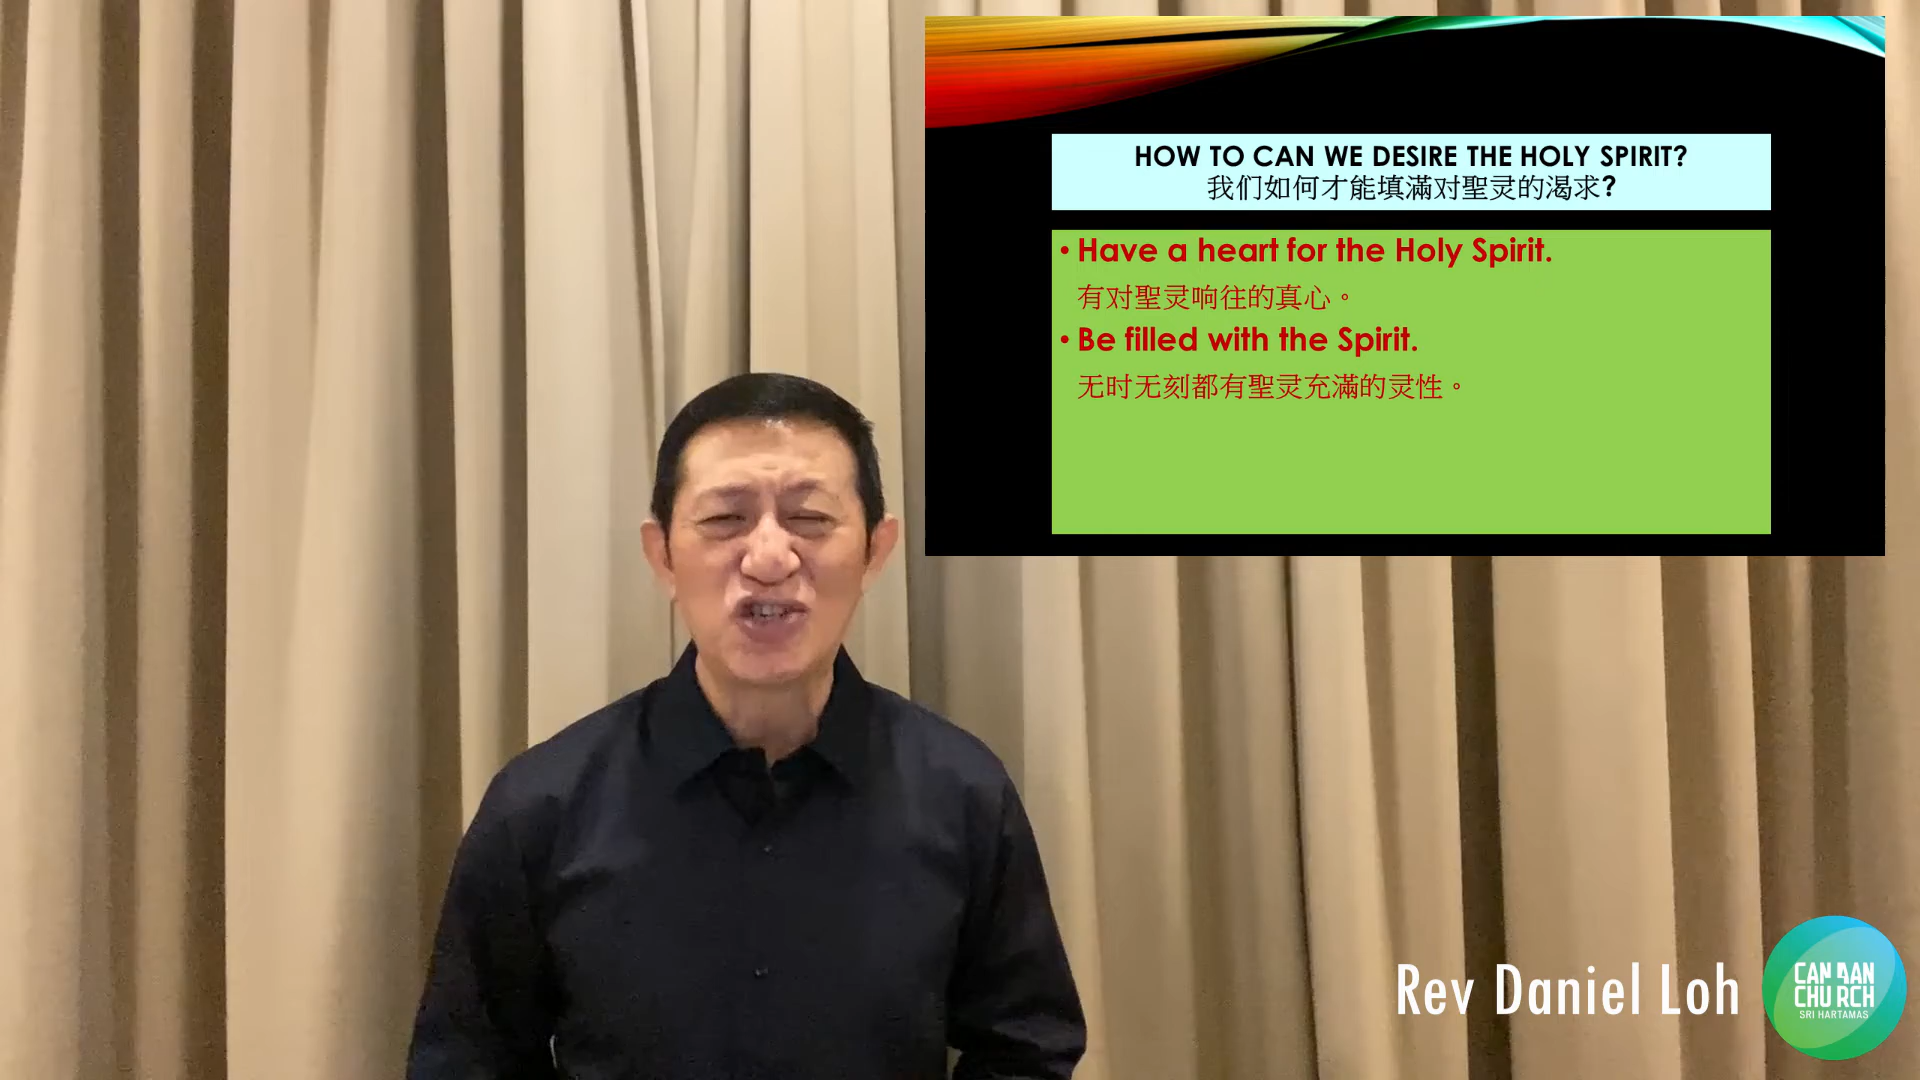 HOW TO CAN WE DESIRE THE HOLY SPIRIT?
我们如何才能填滿对聖灵的渴求?
• Have a heart for the Holy Spirit.
有对聖灵响往的真心。
• Be filled with the Spirit.
无时无刻都有聖灵充滿的灵性。
Rev Daniel Loh
CANAAN
CHURCH
SRI HARTAMAS